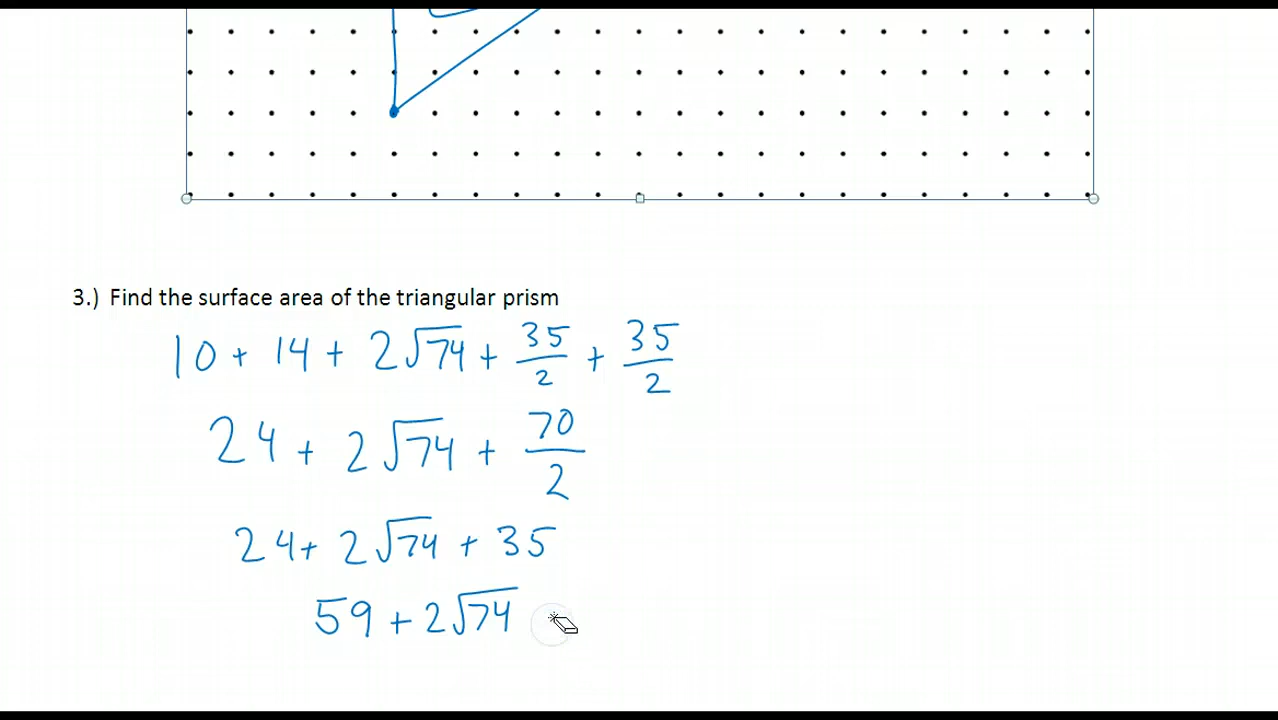 3.) Find the surface area of the triangular prism
10 + 14 + 2√74 + 35/2 + 35/2
24 + 2√74 + 70/2
24 + 2√74 + 35
59 + 2√74